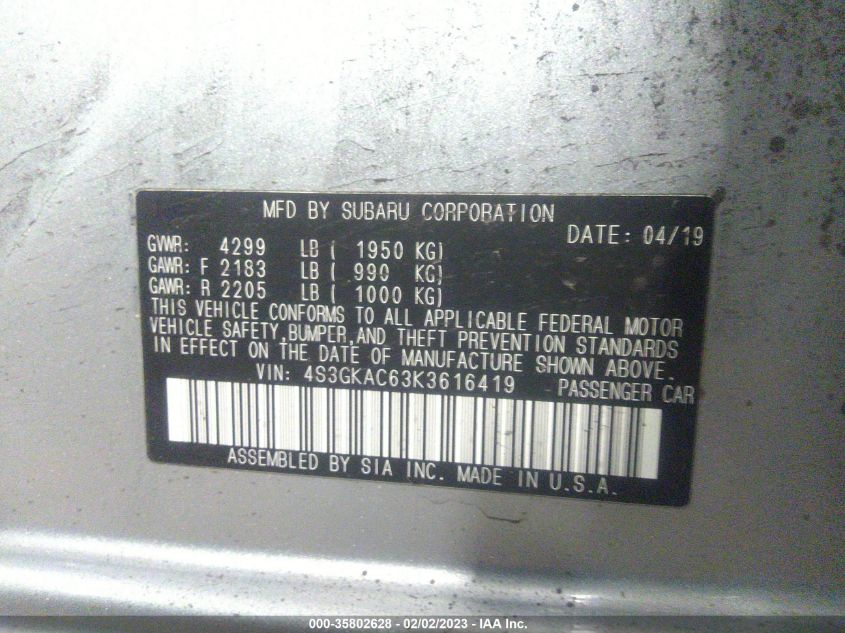 MFD BY SUBARU CORPORATION
DATE: 04/19
GVWR: 4299 LB ( 1950 KG)
GAWR: F 2183 LB ( 990 KG)
GAWR: R 2205 LB ( 1000 KG)
THIS VEHICLE CONFORMS TO ALL APPLICABLE FEDERAL MOTOR
VEHICLE SAFETY,BUMPER,AND THEFT PREVENTION STANDARDS
IN EFFECT ON THE DATE OF MANUFACTURE SHOWN ABOVE.
VIN: 4S3GKAC63K3616419 PASSENGER CAR
ASSEMBLED BY SIA INC. MADE IN U.S.A.
000-35802628 - 02/02/2023 - IAA Inc.